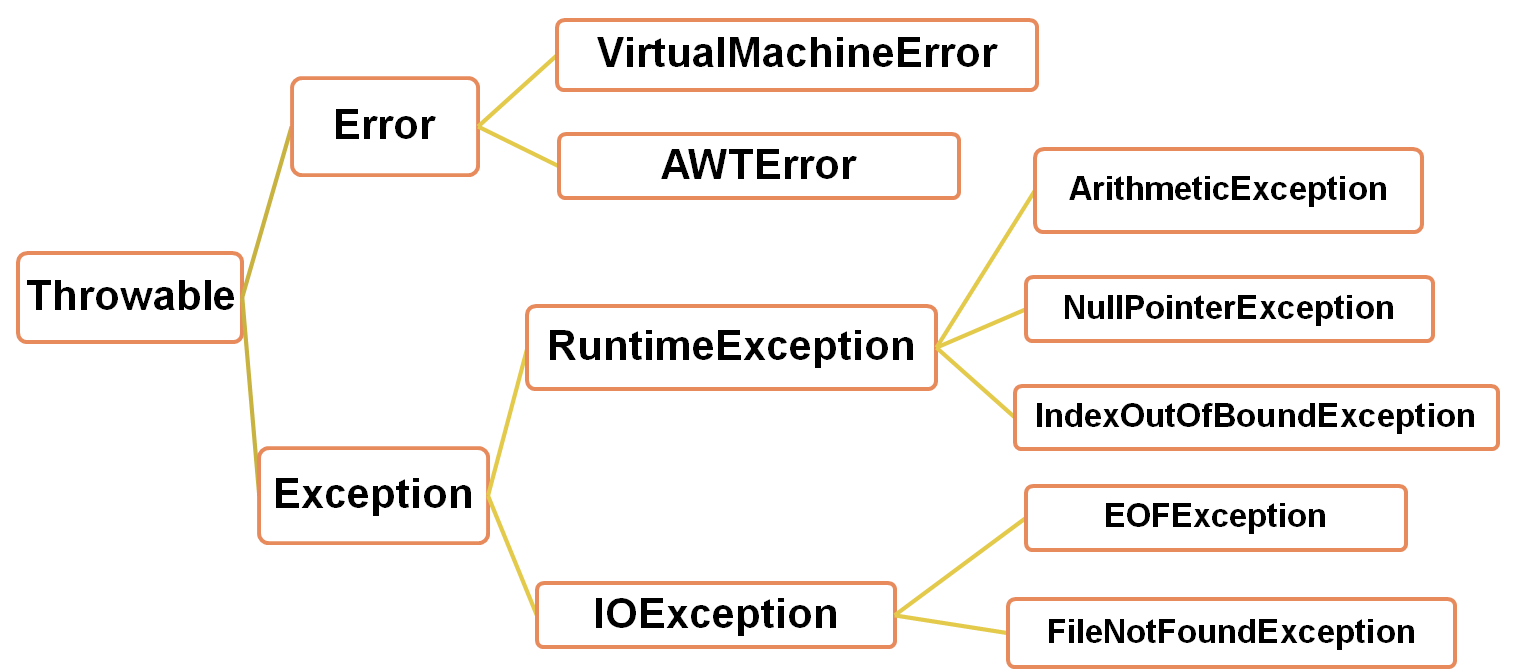 VirtualMachineError
Error
AWTError
ArithmeticException
Throwable
NullPointerException
RuntimeException
IndexOutOfBoundException
Exception
EOFException
IOException
FileNotFoundException